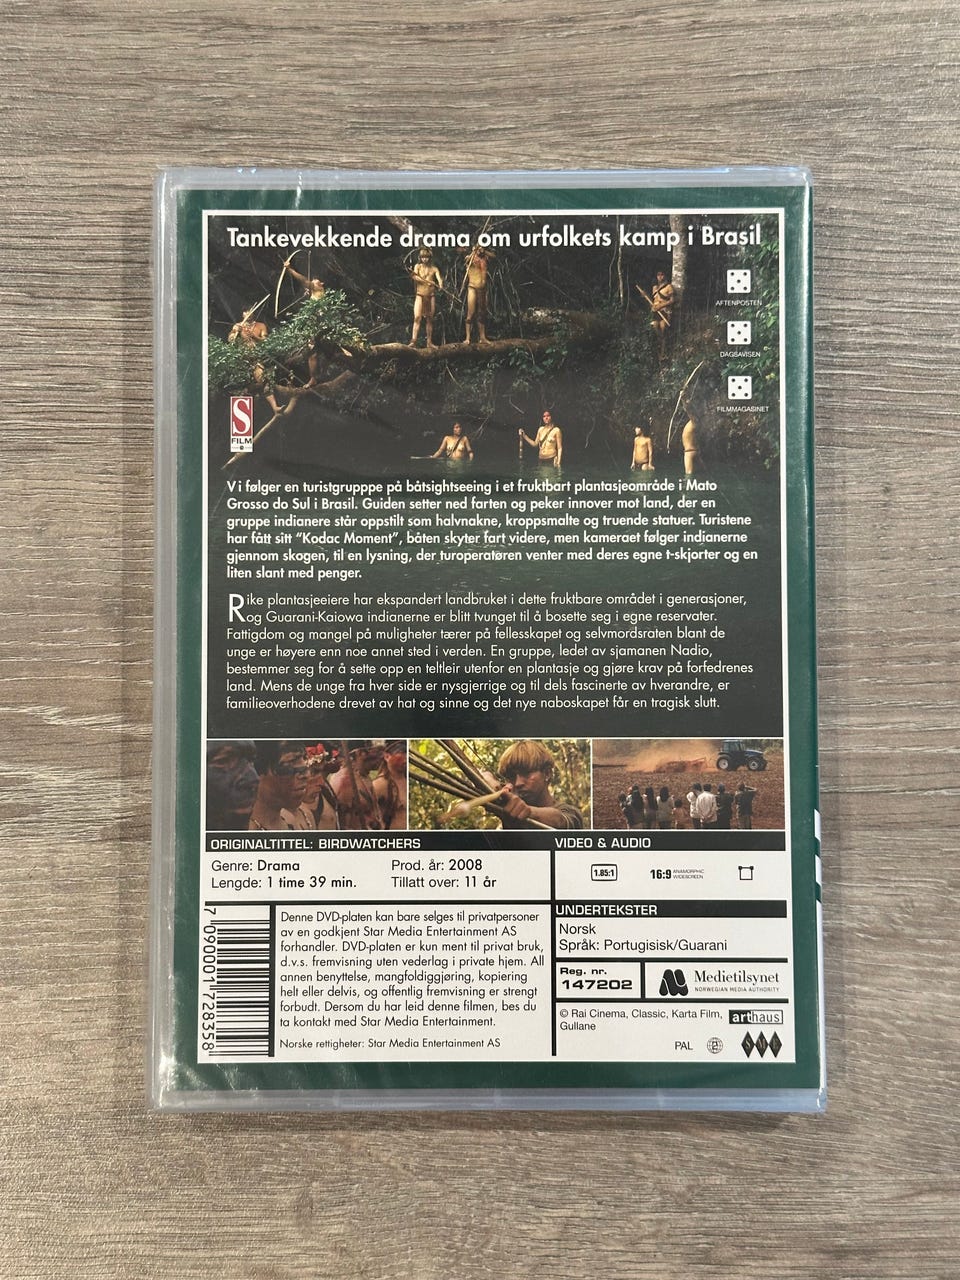 Tankevekkende drama om urfolkets kamp i Brasil
AFTENPOSTEN
DAGSAVISEN
FILMMAGASINET
S
FILM
Vi følger en turistgrupppe på båtsightseeing i et fruktbart plantasjeområde i Mato
Grosso do Sul i Brasil. Guiden setter ned farten og peker innover mot land, der en
gruppe indianere står oppstilt som halvnakne, kroppsmalte og truende statuer. Turistene
har fått sitt “Kodac Moment”, båten skyter fart videre, men kameraet følger indianerne
gjennom skogen, til en lysning, der turoperatøren venter med deres egne t-skjorter og en
liten slant med penger.
Rike plantasjeeiere har ekspandert landbruket i dette fruktbare området i generasjoner,
og Guarani-Kaiowa indianerne er blitt tvunget til å bosette seg i egne reservater.
Fattigdom og mangel på muligheter tærer på fellesskapet og selvmordsraten blant de
unge er høyere enn noe annet sted i verden. En gruppe, ledet av sjamanen Nadio,
bestemmer seg for å sette opp en teltleir utenfor en plantasje og gjøre krav på forfedrenes
land. Mens de unge fra hver side er nysgjerrige og til dels fascinerte av hverandre, er
familieoverhodene drevet av hat og sinne og det nye naboskapet får en tragisk slutt.
ORIGINALTITTEL: BIRDWATCHERS
Genre: Drama
Prod. år: 2008
Lengde: 1 time 39 min.
Tillatt over: 11 år
VIDEO & AUDIO
1.85:1
16:9 ANAMORPHIC
WIDESCREEN
7 090001 728358
Denne DVD-platen kan bare selges til privatpersoner
av en godkjent Star Media Entertainment AS
forhandler. DVD-platen er kun ment til privat bruk,
d.v.s. fremvisning uten vederlag i private hjem. All
annen benyttelse, mangfoldiggjøring, kopiering
helt eller delvis, og offentlig fremvisning er strengt
forbudt. Dersom du har leid denne filmen, bes du
ta kontakt med Star Media Entertainment.
Norske rettigheter: Star Media Entertainment AS
UNDERTEKSTER
Norsk
Språk: Portugisisk/Guarani
Reg. nr.
147202
Medietilsynet
NORWEGIAN MEDIA AUTHORITY
© Rai Cinema, Classic, Karta Film,
Gullane
arthaus
PAL
2
SME